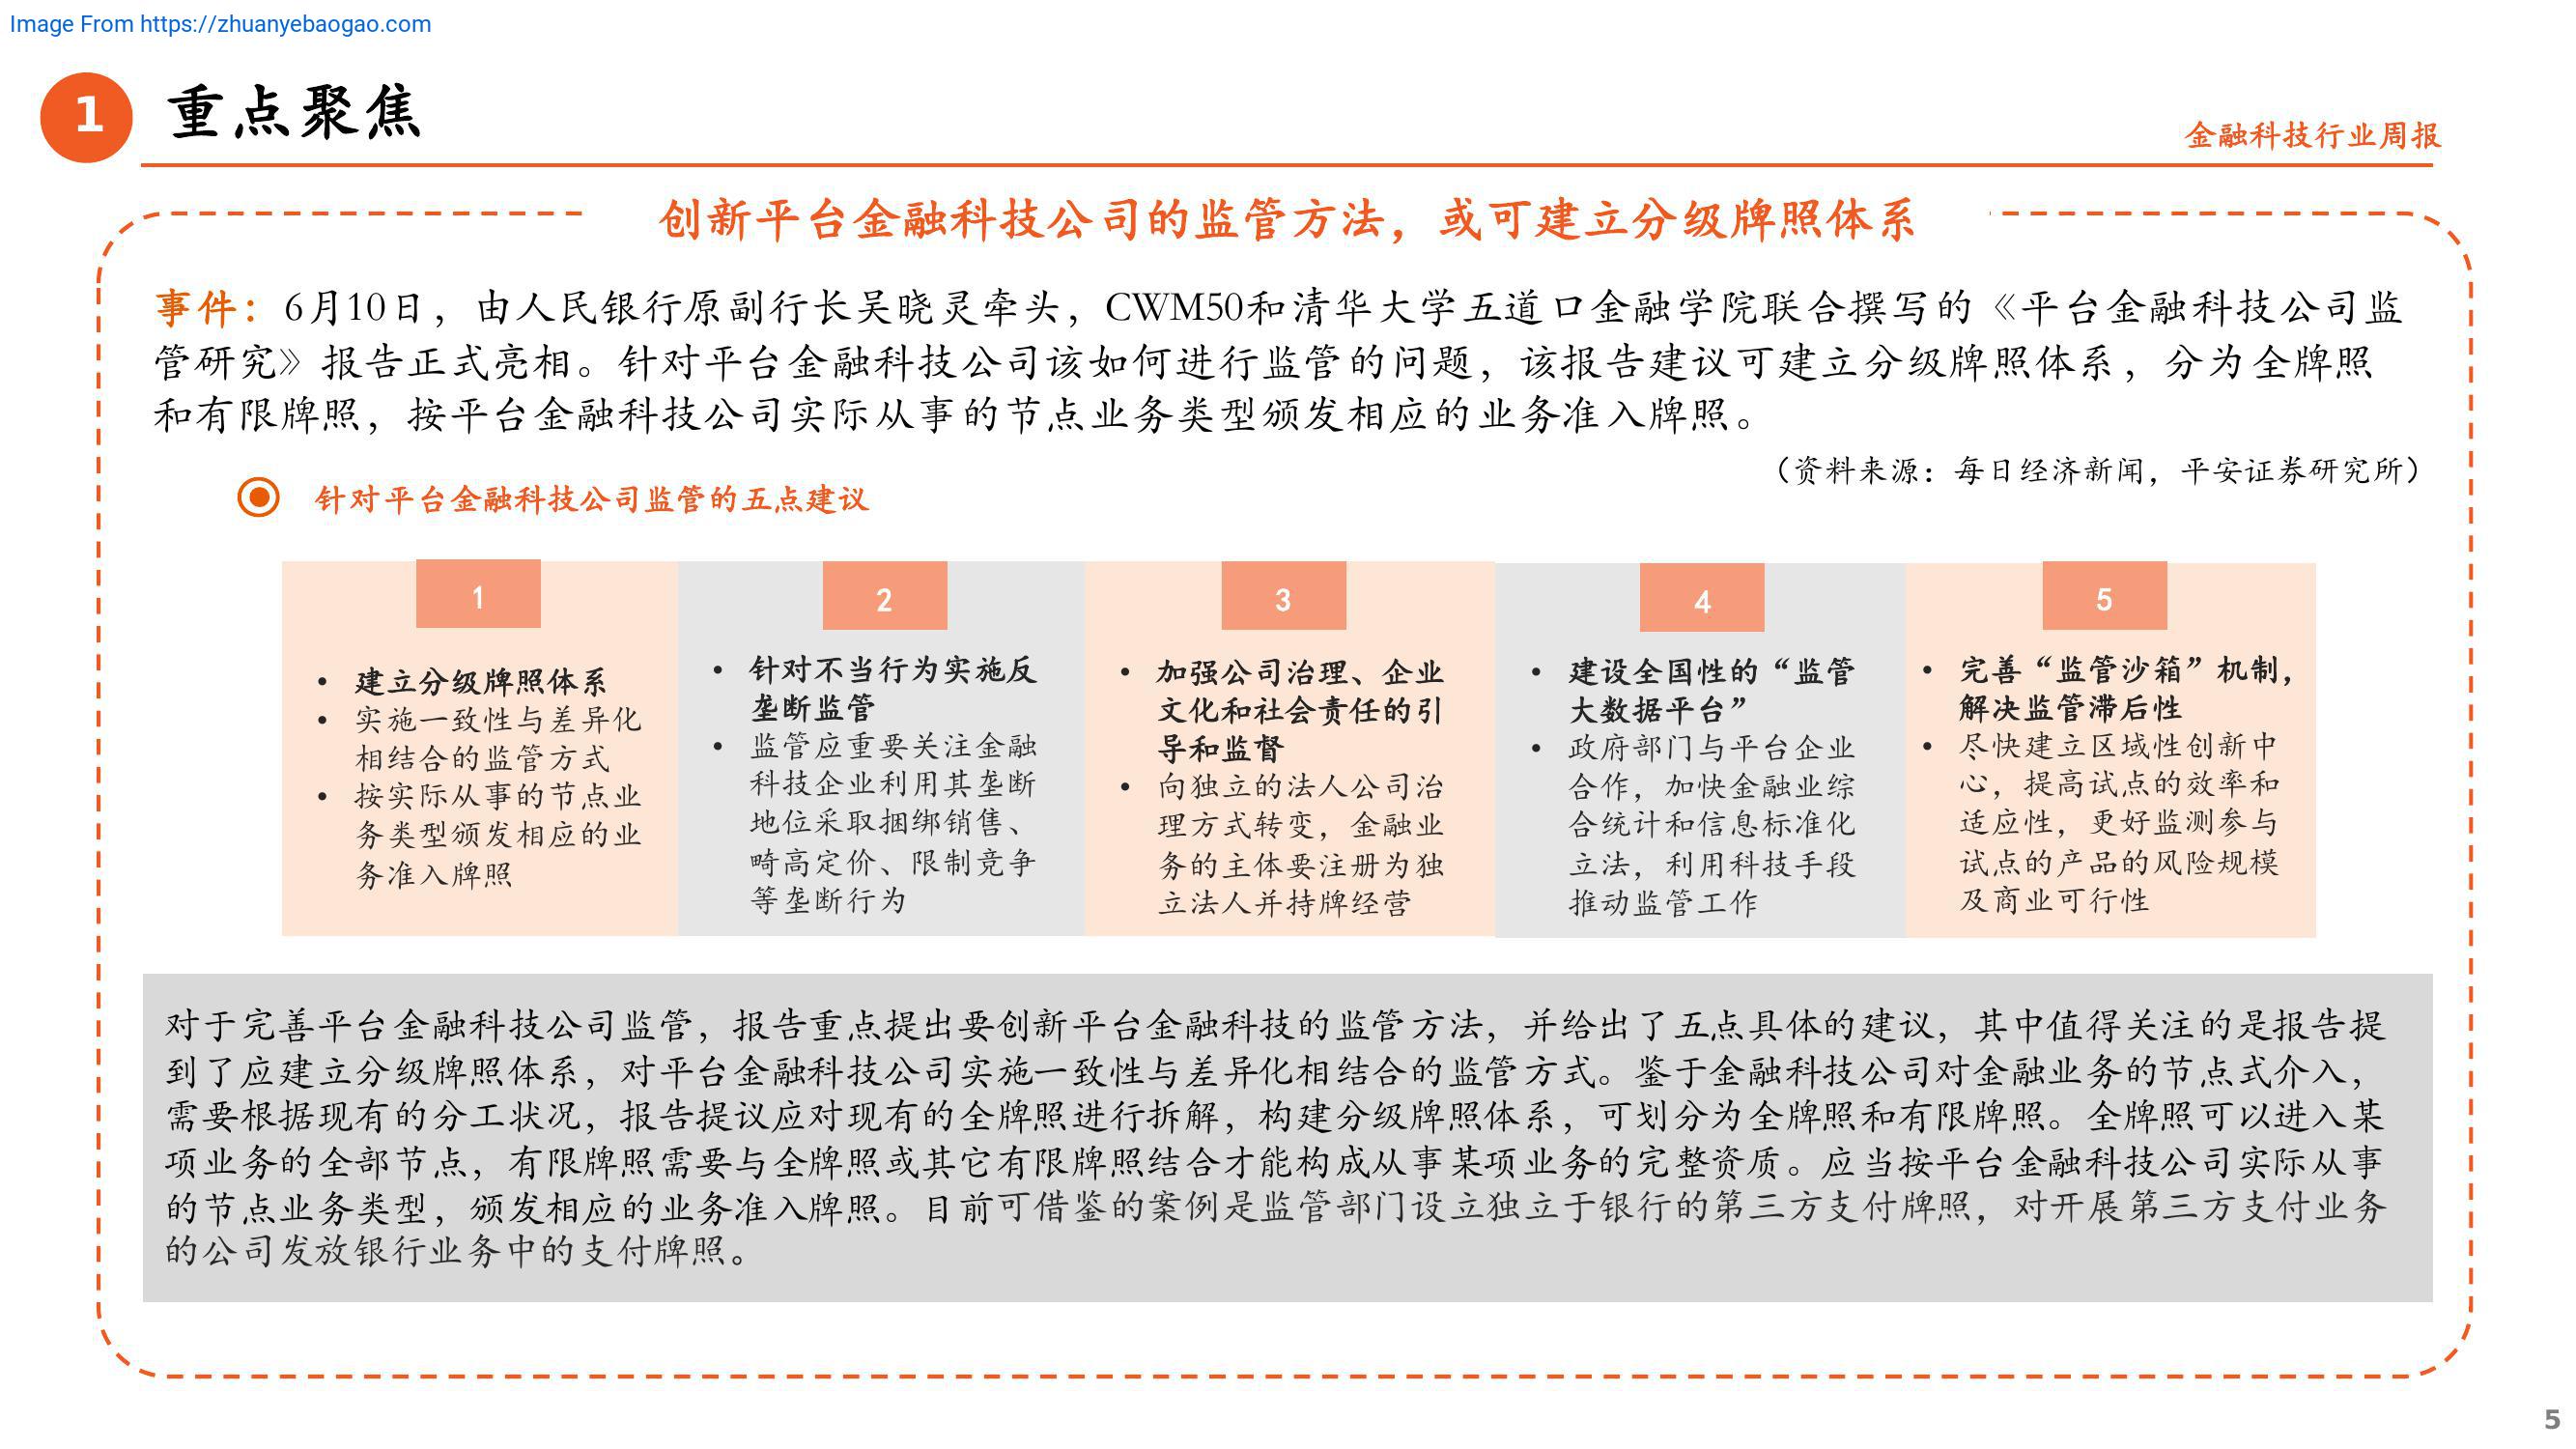 Image From https://zhuanyebaogao.com
1
重点聚焦
金融科技行业周报
创新平台金融科技公司的监管方法，或可建立分级牌照体系
事件：6月10日，由人民银行原副行长吴晓灵牵头，CWM50和清华大学五道口金融学院联合撰写的《平台金融科技公司监
管研究》报告正式亮相。针对平台金融科技公司该如何进行监管的问题，该报告建议可建立分级牌照体系，分为全牌照
和有限牌照，按平台金融科技公司实际从事的节点业务类型颁发相应的业务准入牌照。
（资料来源：每日经济新闻，平安证券研究所）
针对平台金融科技公司监管的五点建议
1
• 建立分级牌照体系
• 实施一致性与差异化
相结合的监管方式
• 按实际从事的节点业
务类型颁发相应的业
务准入牌照
2
• 针对不当行为实施反
垄断监管
• 监管应重要关注金融
科技企业利用其垄断
地位采取捆绑销售、
畸高定价、限制竞争
等垄断行为
3
• 加强公司治理、企业
文化和社会责任的引
导和监督
• 向独立的法人公司治
理方式转变，金融业
务的主体要注册为独
立法人并持牌经营
4
• 建设全国性的“监管
大数据平台”
• 政府部门与平台企业
合作，加快金融业综
合统计和信息标准化
立法，利用科技手段
推动监管工作
5
• 完善“监管沙箱”机制，
解决监管滞后性
• 尽快建立区域性创新中
心，提高试点的效率和
适应性，更好监测参与
试点的产品的风险规模
及商业可行性
对于完善平台金融科技公司监管，报告重点提出要创新平台金融科技的监管方法，并给出了五点具体的建议，其中值得关注的是报告提
到了应建立分级牌照体系，对平台金融科技公司实施一致性与差异化相结合的监管方式。鉴于金融科技公司对金融业务的节点式介入，
需要根据现有的分工状况，报告提议应对现有的全牌照进行拆解，构建分级牌照体系，可划分为全牌照和有限牌照。全牌照可以进入某
项业务的全部节点，有限牌照需要与全牌照或其它有限牌照结合才能构成从事某项业务的完整资质。应当按平台金融科技公司实际从事
的节点业务类型，颁发相应的业务准入牌照。目前可借鉴的案例是监管部门设立独立于银行的第三方支付牌照，对开展第三方支付业务
的公司发放银行业务中的支付牌照。
5